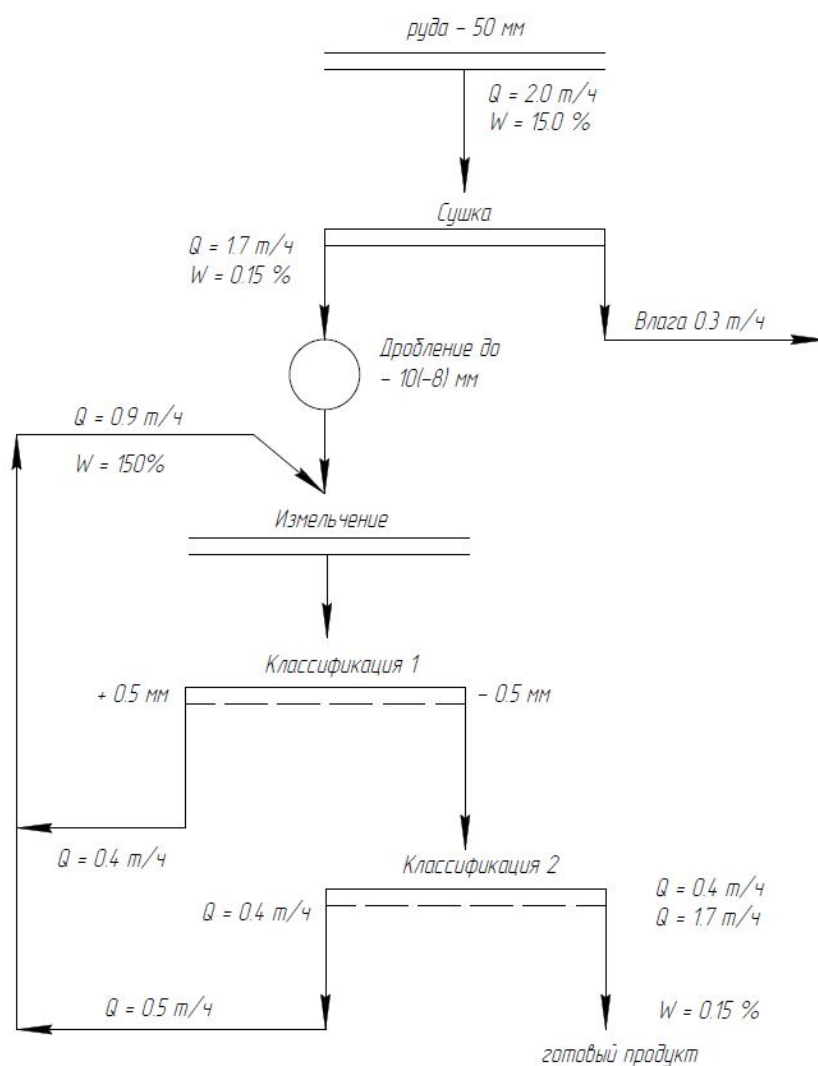 руда - 50 мм
Q = 2.0 т/ч
W = 15.0 %
Сушка
Q = 1.7 т/ч
W = 0.15 %
Влага 0.3 т/ч
Дробление до
- 10(-8) мм
Q = 0.9 т/ч
W = 150%
Измельчение
Классификация 1
+ 0.5 мм
- 0.5 мм
Q = 0.4 т/ч
Классификация 2
Q = 0.4 т/ч
Q = 0.4 т/ч
Q = 1.7 т/ч
Q = 0.5 т/ч
W = 0.15 %
готовый продукт